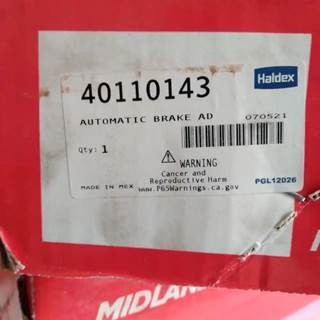 Haldex
40110143
AUTOMATIC BRAKE AD 070521
Qty: 1
WARNING
Cancer and
Reproductive Harm
MADE IN MEX www.P65Warnings.ca.gov PGL12026
MIDLAN